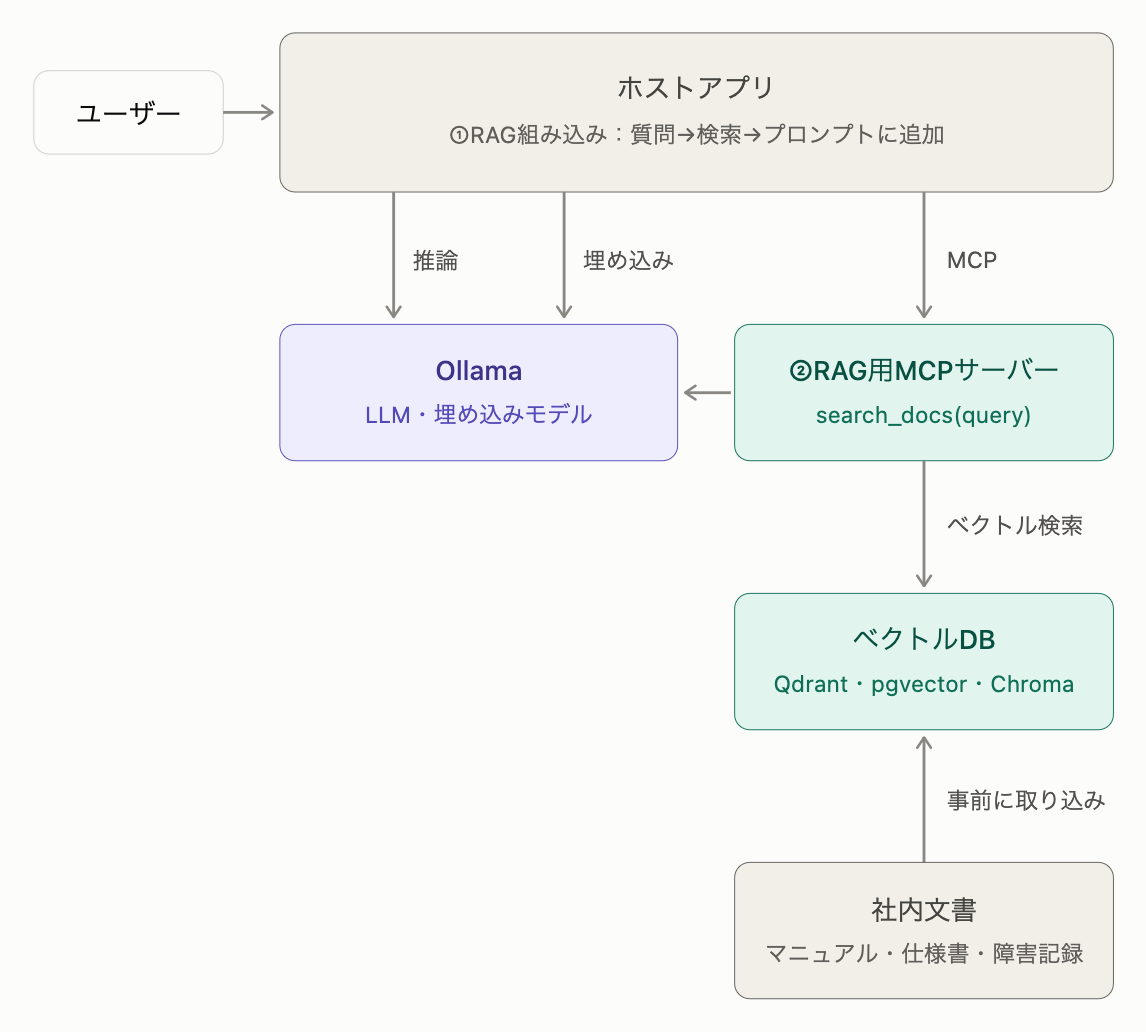 ユーザー
ホストアプリ
①RAG組み込み：質問→検索→プロンプトに追加
推論
埋め込み
MCP
Ollama
LLM・埋め込みモデル
②RAG用MCPサーバー
search_docs(query)
ベクトル検索
ベクトルDB
Qdrant・pgvector・Chroma
事前に取り込み
社内文書
マニュアル・仕様書・障害記録